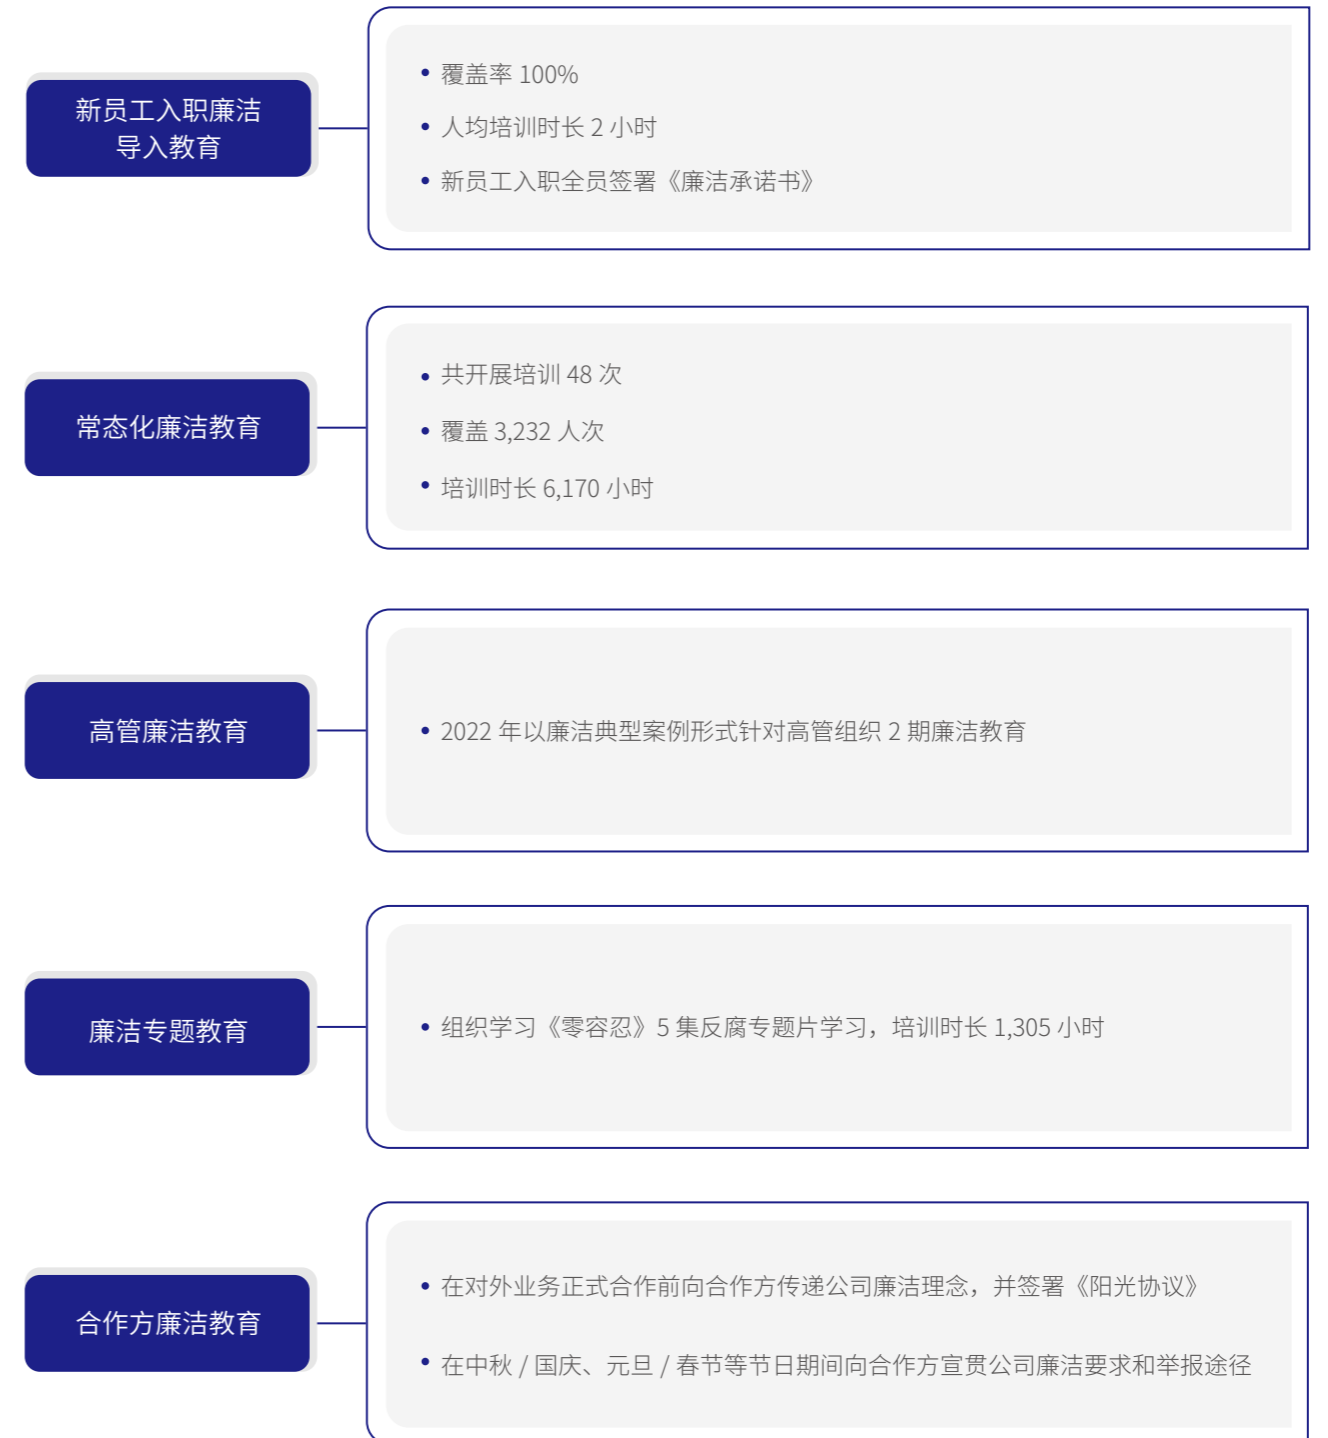 新员工入职廉洁
导入教育
• 覆盖率 100%
• 人均培训时长 2 小时
• 新员工入职全员签署《廉洁承诺书》
常态化廉洁教育
• 共开展培训 48 次
• 覆盖 3,232 人次
• 培训时长 6,170 小时
高管廉洁教育
• 2022 年以廉洁典型案例形式针对高管组织 2 期廉洁教育
廉洁专题教育
• 组织学习《零容忍》5 集反腐专题片学习，培训时长 1,305 小时
合作方廉洁教育
• 在对外业务正式合作前向合作方传递公司廉洁理念，并签署《阳光协议》
• 在中秋 / 国庆、元旦 / 春节等节日期间向合作方宣贯公司廉洁要求和举报途径